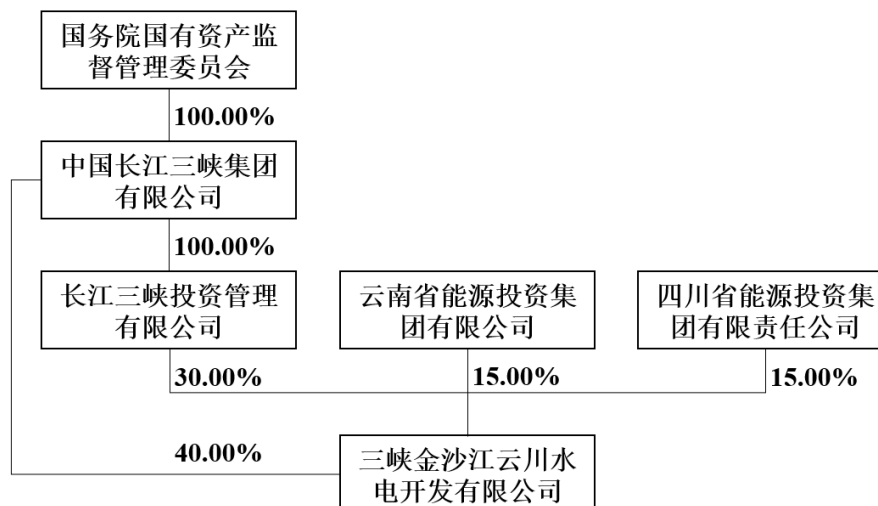 国务院国有资产监
督管理委员会
100.00%
中国长江三峡集团
有限公司
100.00%
长江三峡投资管理
有限公司
云南省能源投资集
团有限公司
四川省能源投资集
团有限责任公司
30.00%
15.00%
15.00%
40.00%
三峡金沙江云川水
电开发有限公司